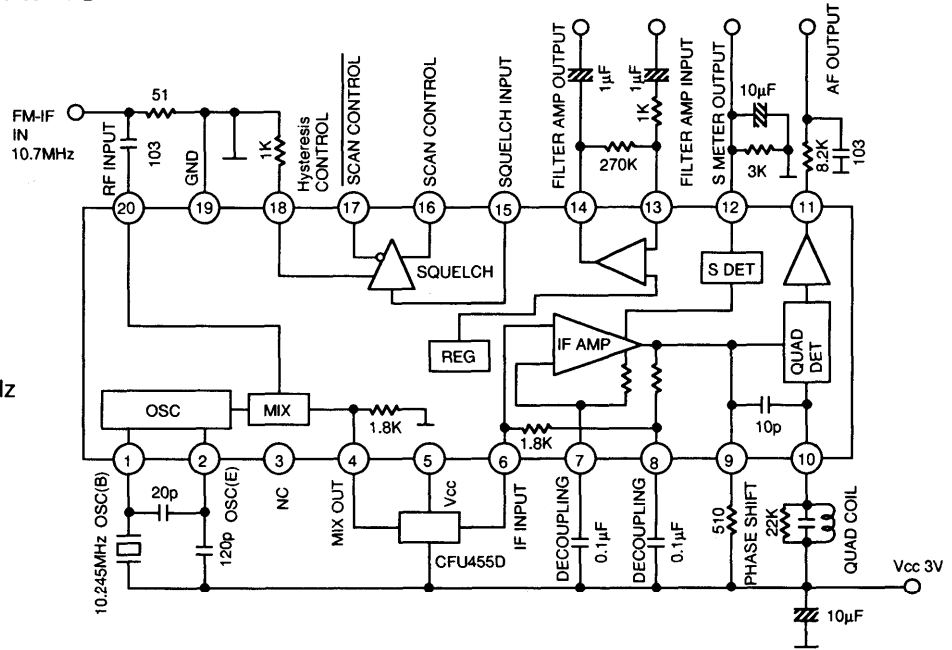 FM-IF
IN
10.7MHz
51
103
RF INPUT
GND
1K
Hysteresis
CONTROL
SCAN CONTROL
SCAN CONTROL
SQUELCH INPUT
FILTER AMP OUTPUT
1μF
270K
1μF
1K
FILTER AMP INPUT
S METER OUTPUT
10μF
3K
AF OUTPUT
8.2K
103
20
19
18
17
16
15
14
13
12
11
SQUELCH
S DET
REG
IF AMP
QUAD
DET
Hz
OSC
MIX
1.8K
1.8K
10p
1
2
3
4
5
6
7
8
9
10
10.245MHz OSC(B)
20p
OSC(E)
120p
NC
MIX OUT
Vcc
CFU455D
IF INPUT
DECOUPLING
0.1μF
DECOUPLING
0.1μF
510
PHASE SHIFT
22K
QUAD COIL
Vcc 3V
10μF